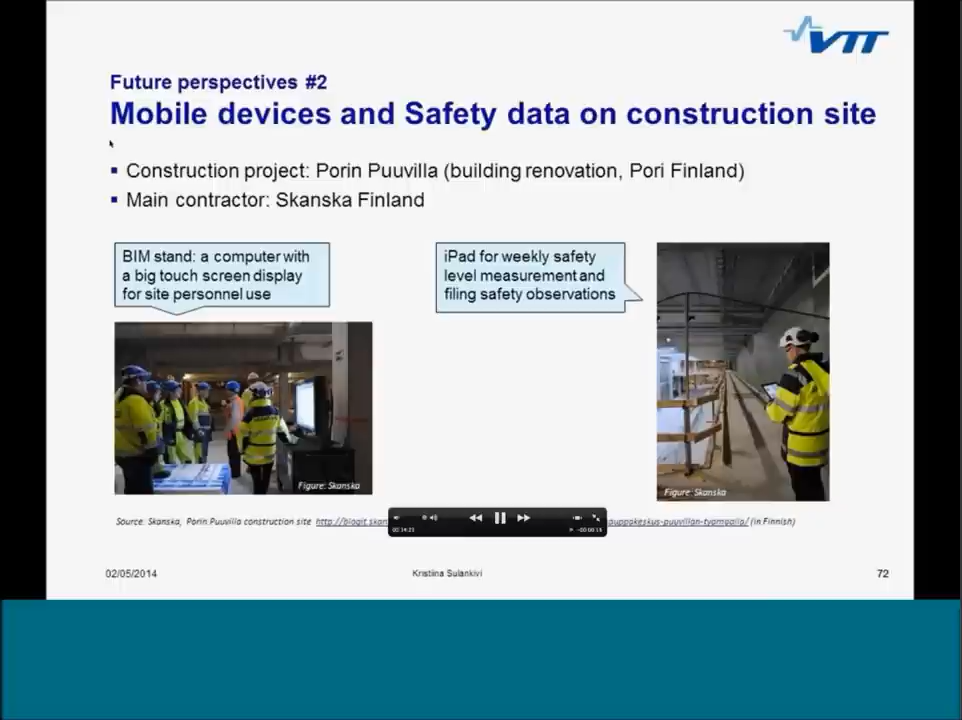 VTT
Future perspectives #2
Mobile devices and Safety data on construction site
Construction project: Porin Puuvilla (building renovation, Pori Finland)
Main contractor: Skanska Finland
BIM stand: a computer with
a big touch screen display
for site personnel use
iPad for weekly safety
level measurement and
filing safety observations
Figure: Skanska
Figure: Skanska
Source: Skanska, Porin Puuvilla construction site (in Finnish)
02/05/2014
Kristiina Sulankivi
72